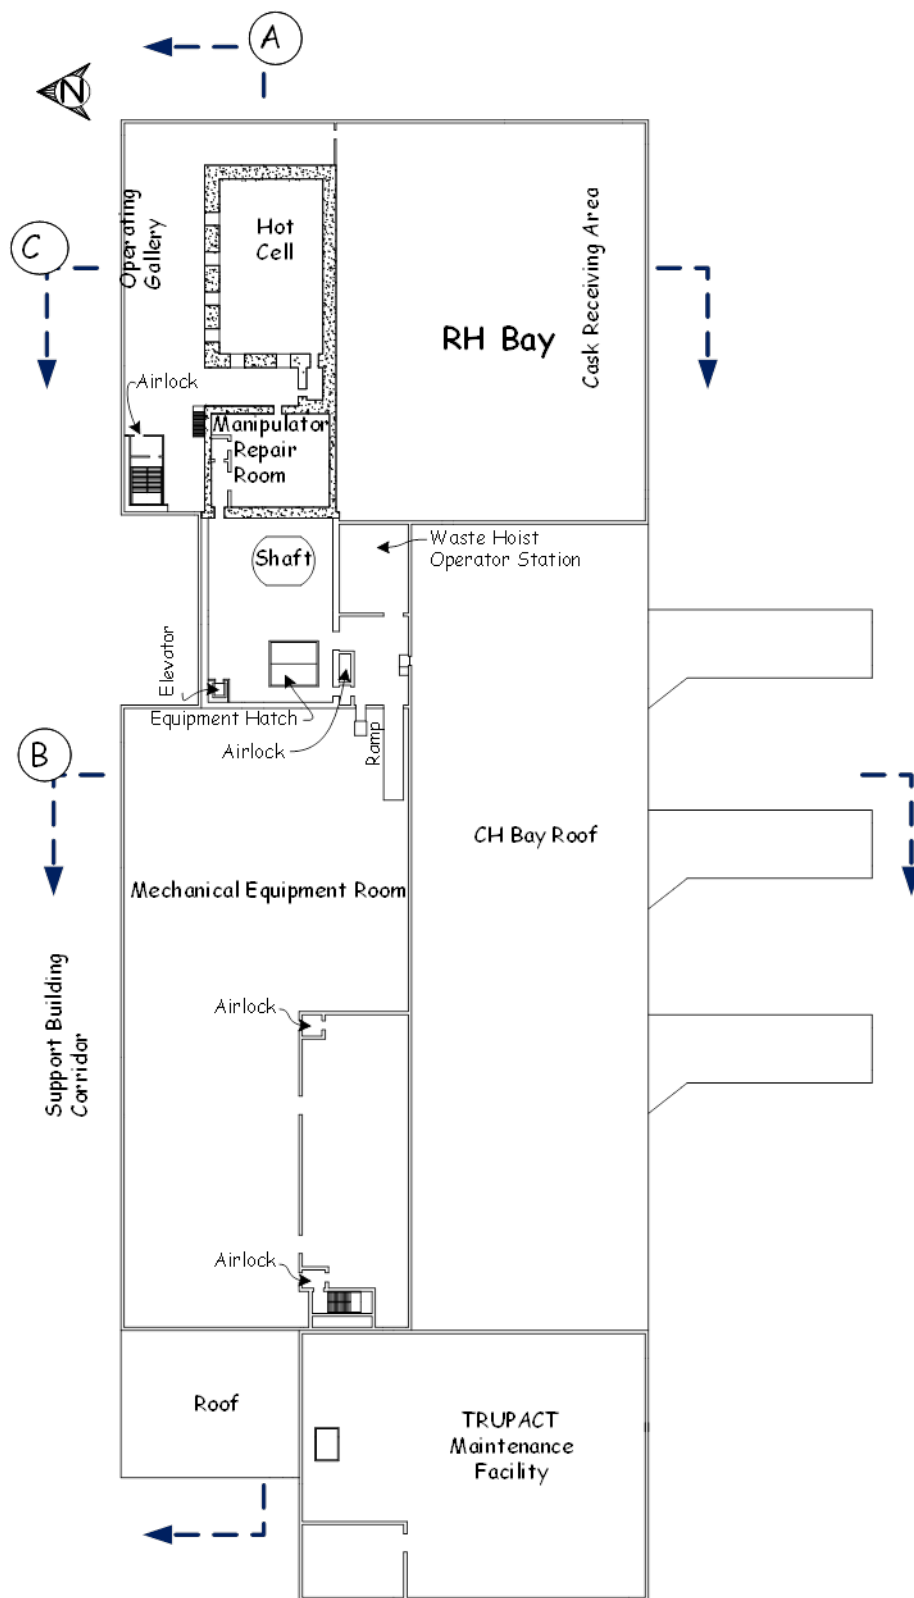 A
N
C
Operating
Gallery
Hot
Cell
RH Bay
Cask Receiving Area
Airlock
Manipulator
Repair
Room
Shaft
Waste Hoist
Operator Station
Elevator
Equipment Hatch
Airlock
Ramp
B
CH Bay Roof
Mechanical Equipment Room
Support Building
Corridor
Airlock
Airlock
Roof
TRUPACT
Maintenance
Facility